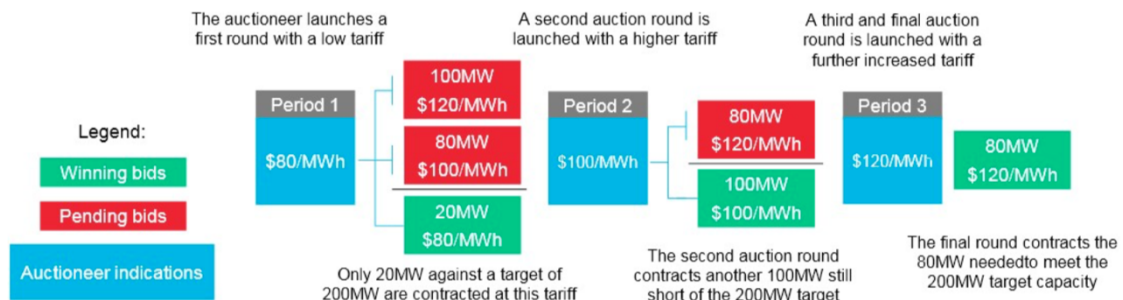 The auctioneer launches a
first round with a low tariff
A second auction round is
launched with a higher tariff
A third and final auction
round is launched with a
further increased tariff
Legend:
Winning bids
Pending bids
Auctioneer indications
Period 1
$80/MWh
100MW
$120/MWh
80MW
$100/MWh
20MW
$80/MWh
Only 20MW against a target of
200MW are contracted at this tariff
Period 2
$100/MWh
80MW
$120/MWh
100MW
$100/MWh
The second auction round
contracts another 100MW still
short of the 200MW target
Period 3
$120/MWh
80MW
$120/MWh
The final round contracts the
80MW neededto meet the
200MW target capacity